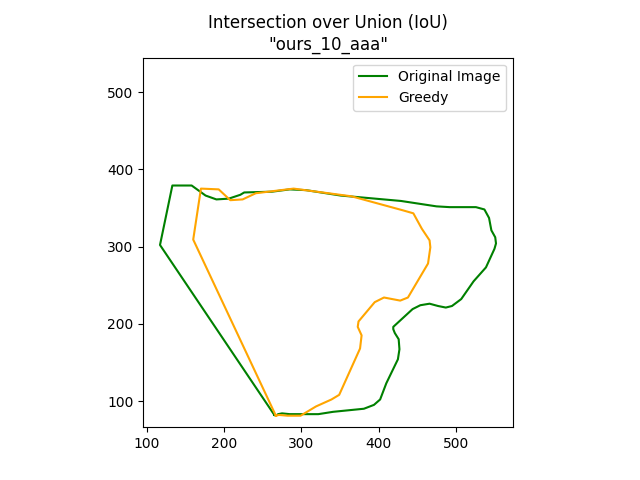 Intersection over Union (IoU)
"ours_10_aaa"
Original Image
Greedy
500
400
300
200
100
100 200 300 400 500